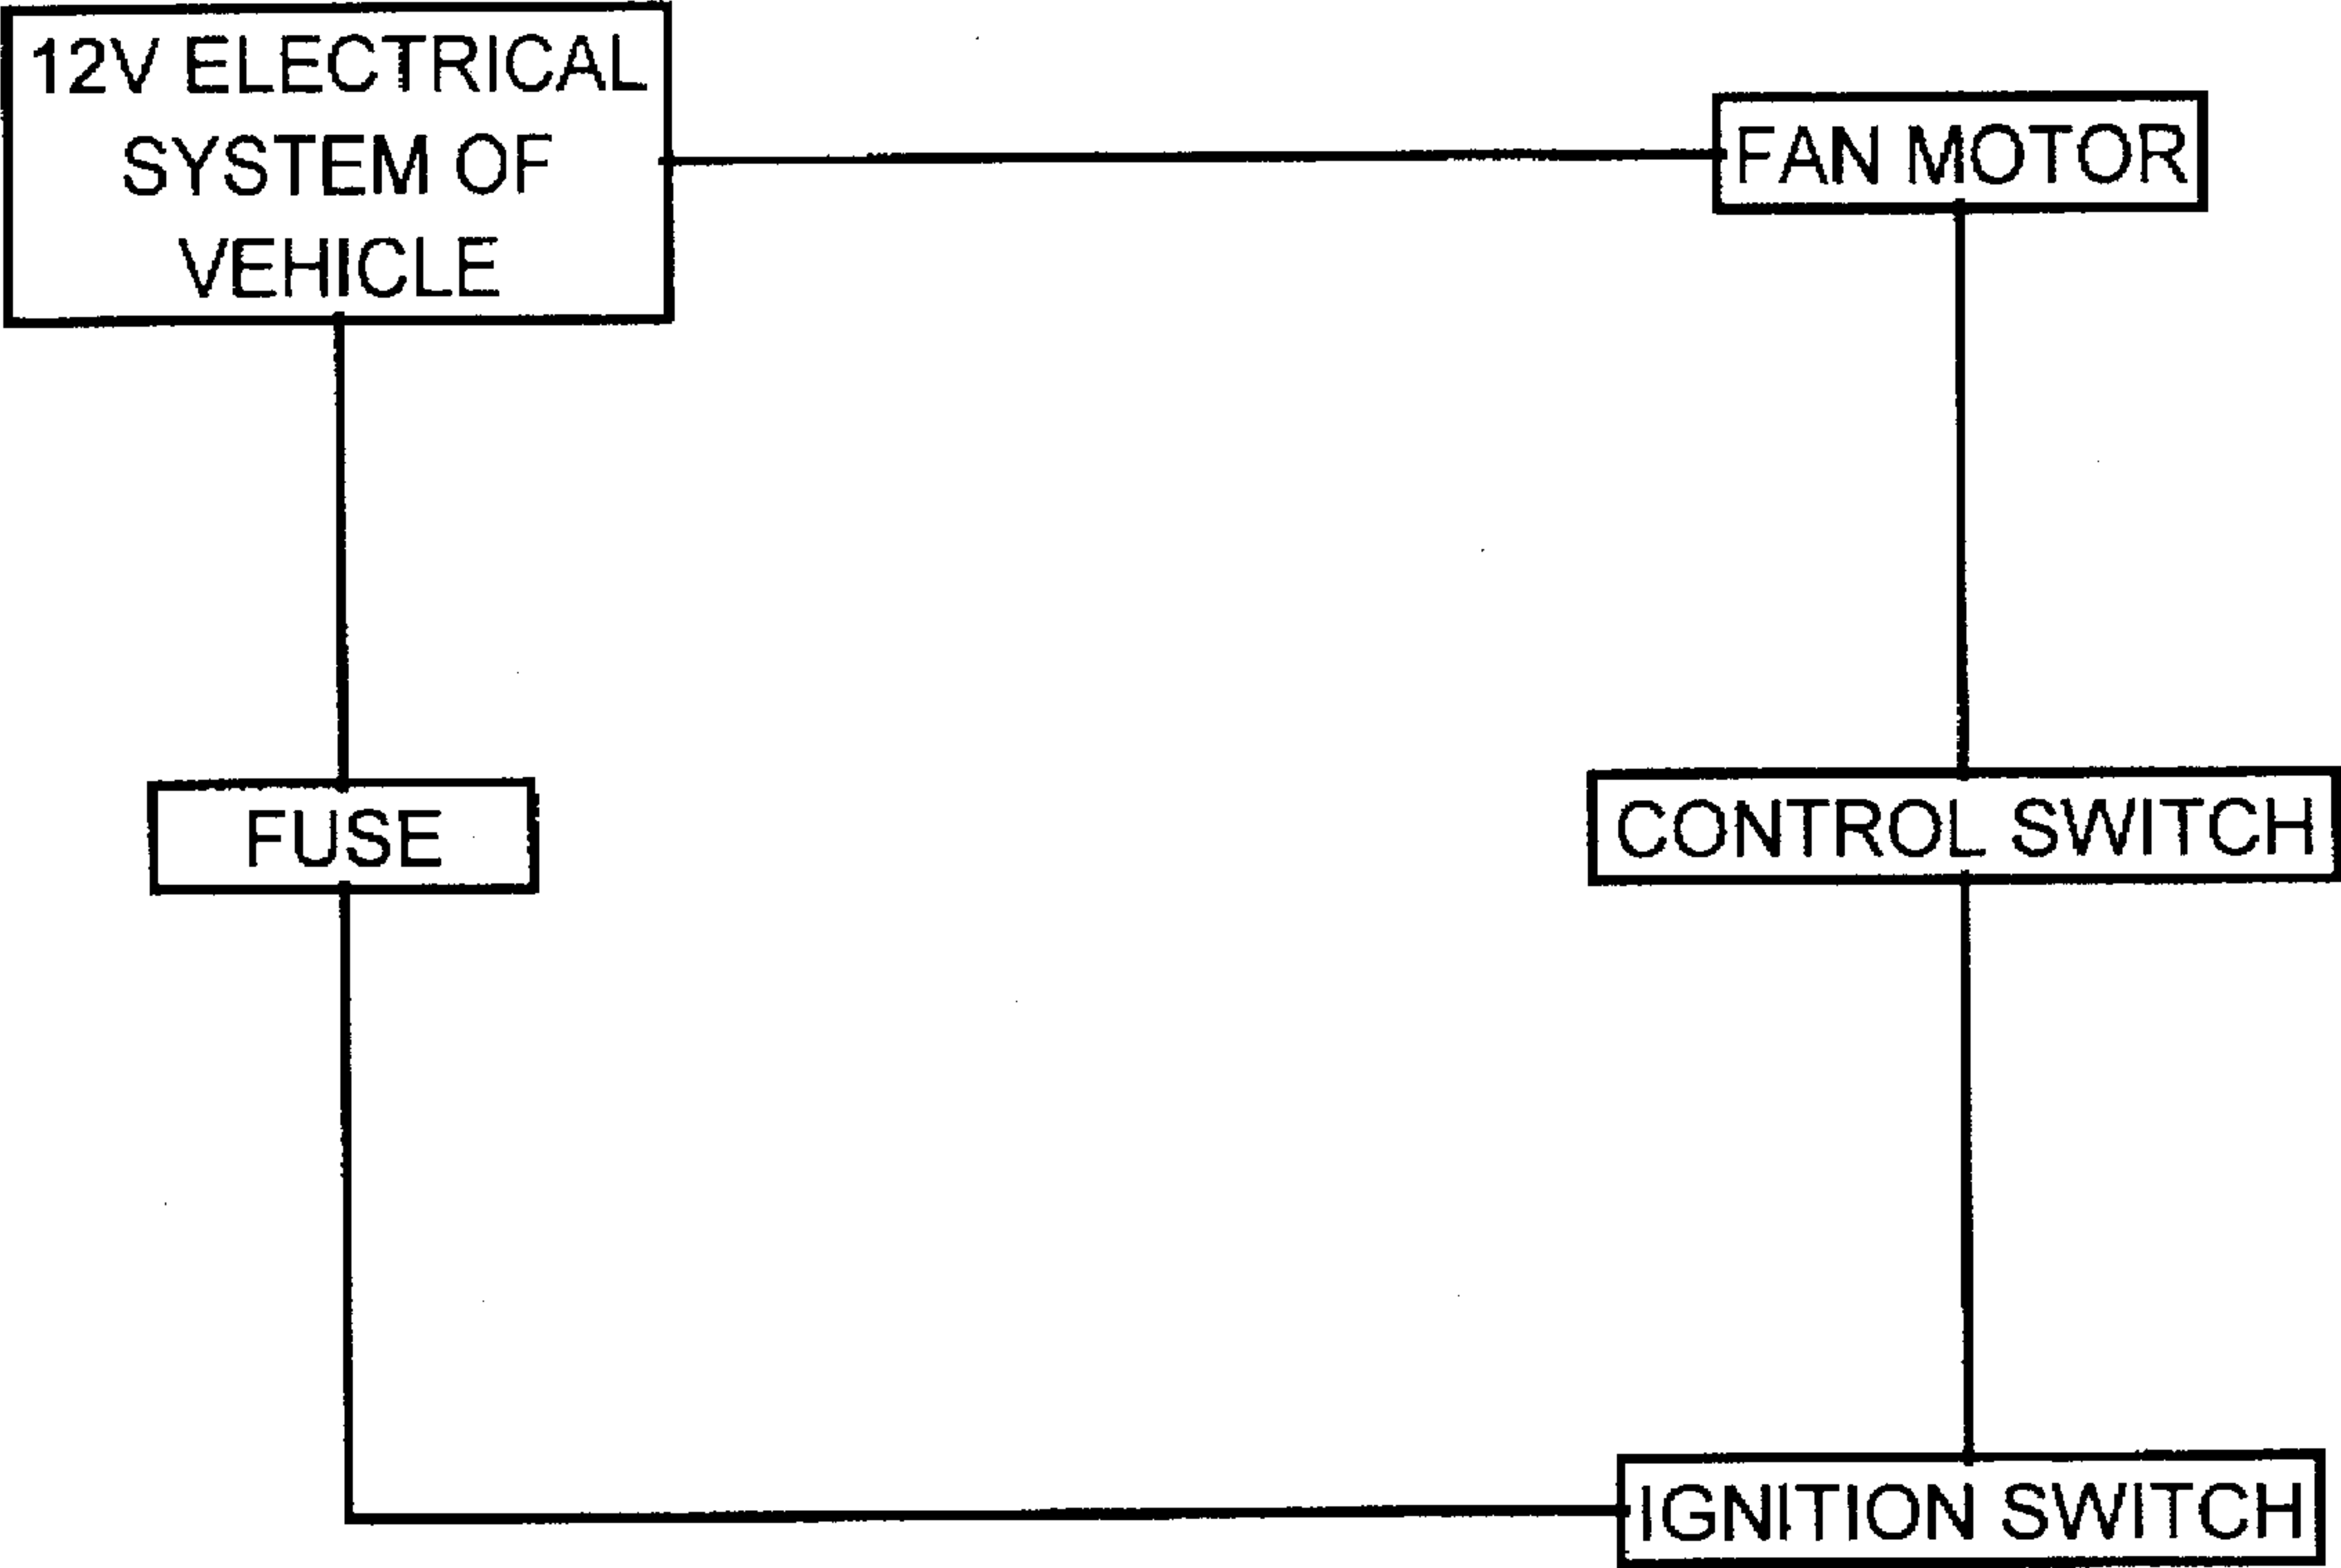 12V ELECTRICAL
SYSTEM OF
VEHICLE
FAN MOTOR
FUSE
CONTROL SWITCH
IGNITION SWITCH